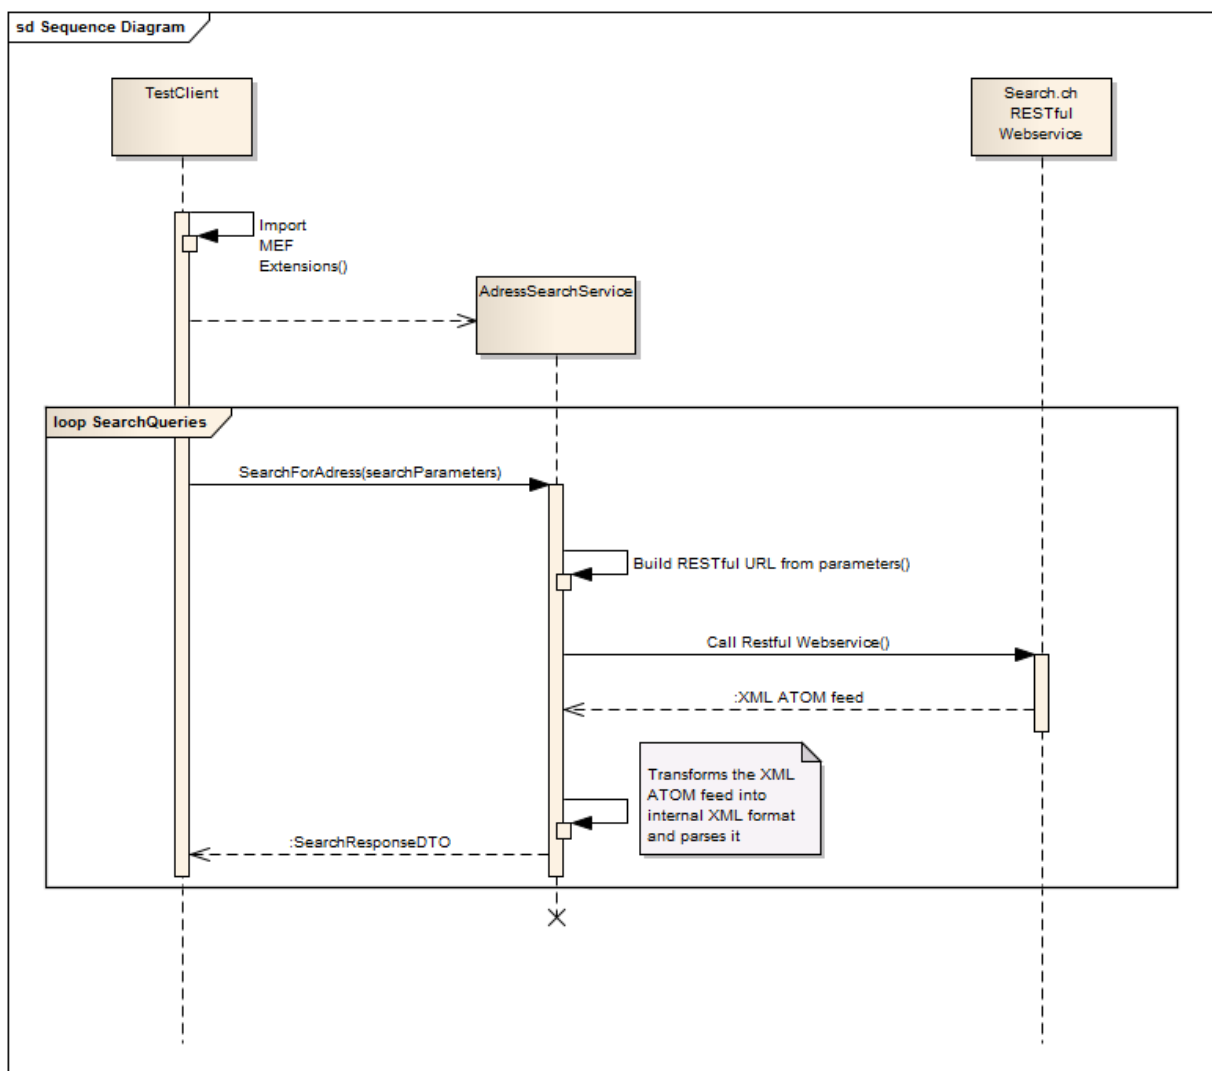 sd Sequence Diagram
TestClient
Search.ch
RESTful
Webservice
Import
MEF
Extensions()
AdressSearchService
loop SearchQueries
SearchForAdress(searchParameters)
Build RESTful URL from parameters()
Call Restful Webservice()
:XML ATOM feed
Transforms the XML
ATOM feed into
internal XML format
and parses it
:SearchResponseDTO